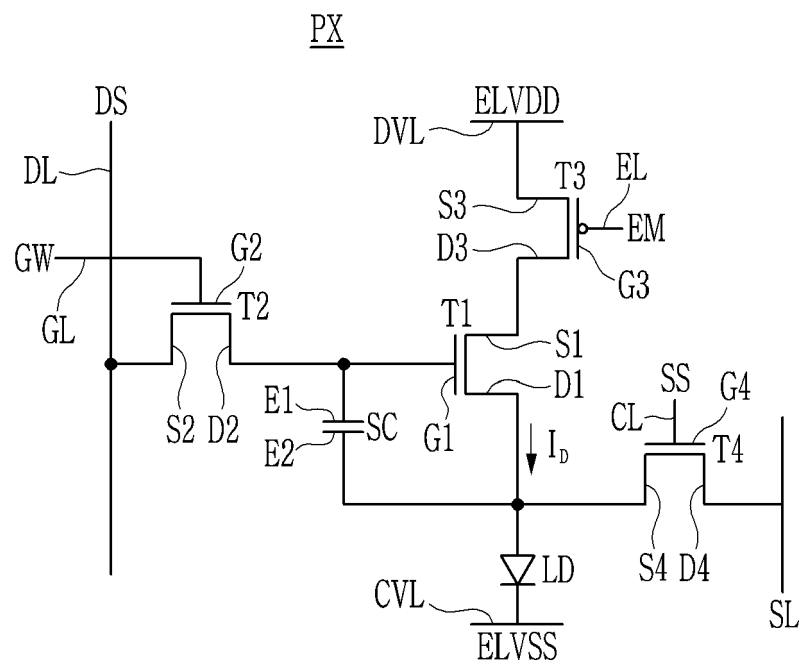 PX
DS
ELVDD
DVL
DL
T3
EL
S3
GW
G2
D3
EM
GL
T2
G3
T1
S1
D1
SS
G4
E1
SC
CL
S2
D2
E2
G1
I_D
T4
LD
S4
D4
CVL
SL
ELVSS